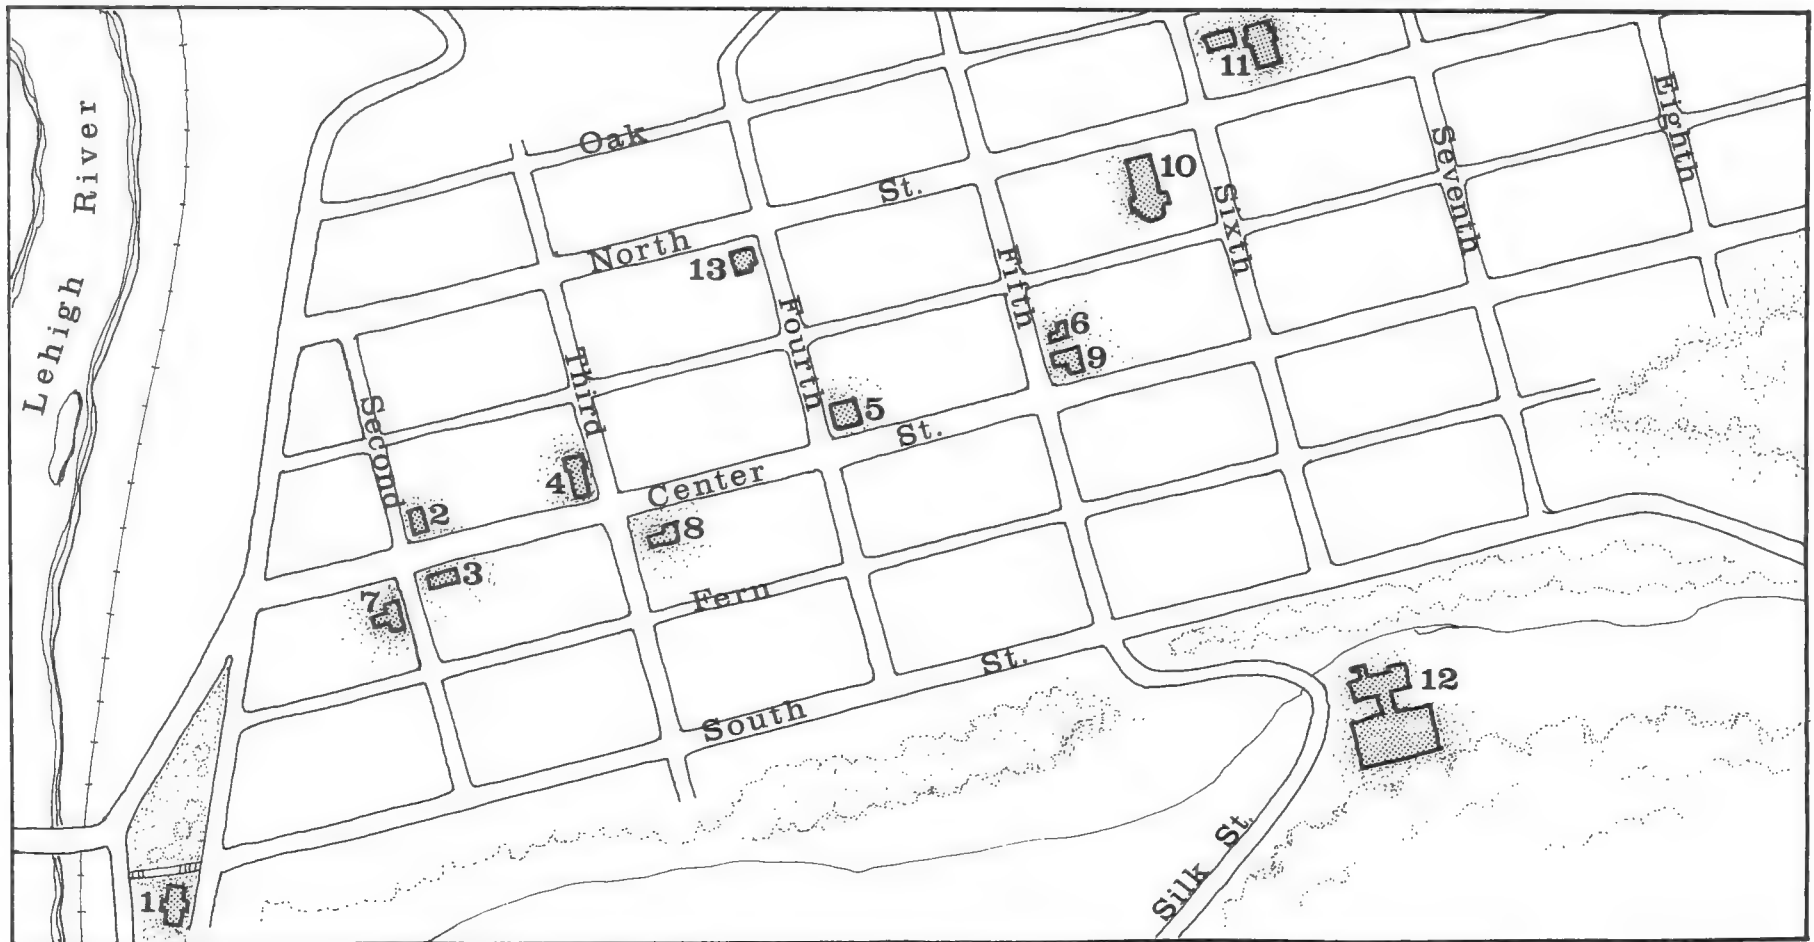 Lehigh River
Oak
North St.
Center St.
Fern
South St.
Silk St.
Second
Third
Fourth
Fifth
Sixth
Seventh
Eighth
1
2
3
4
5
6
7
8
9
10
11
12
13